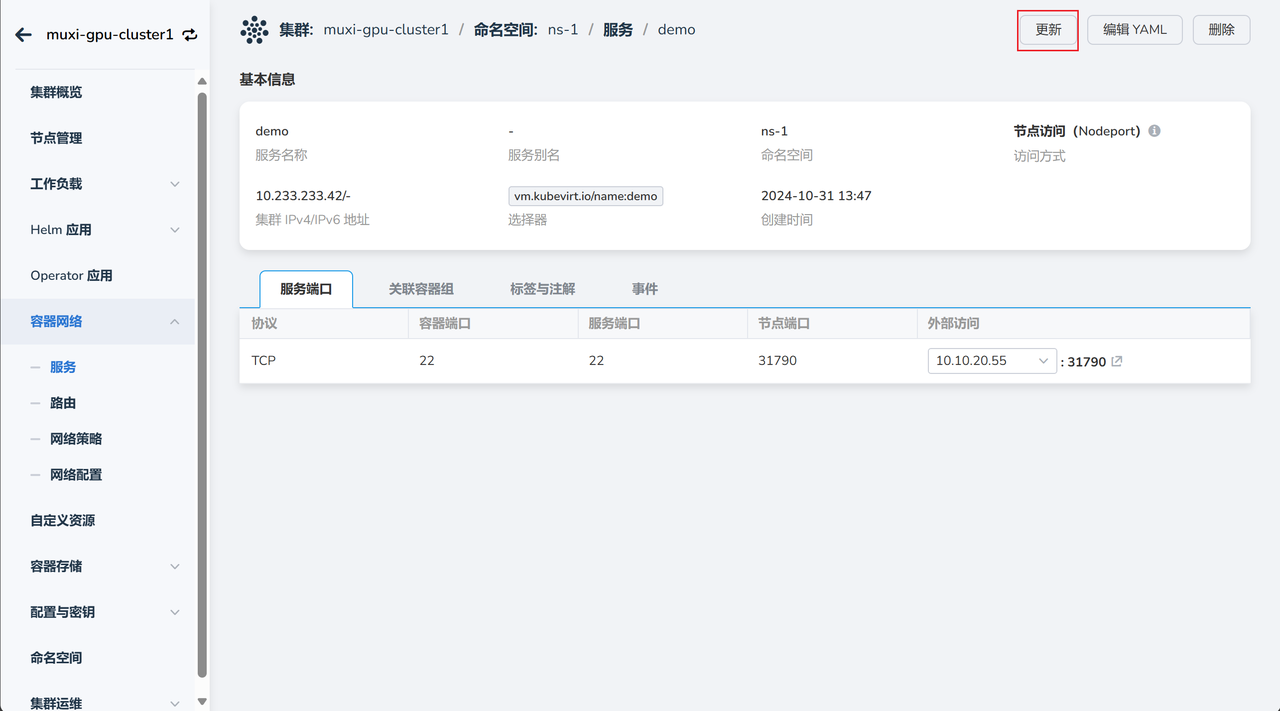 muxi-gpu-cluster1
集群: muxi-gpu-cluster1 / 命名空间: ns-1 / 服务 / demo
更新
编辑 YAML
删除
集群概览
节点管理
工作负载
Helm 应用
Operator 应用
容器网络
服务
路由
网络策略
网络配置
自定义资源
容器存储
配置与密钥
命名空间
集群运维
基本信息
demo
服务名称
-
服务别名
ns-1
命名空间
节点访问（Nodeport）
访问方式
10.233.233.42/-
集群 IPv4/IPv6 地址
vm.kubevirt.io/name:demo
选择器
2024-10-31 13:47
创建时间
服务端口 关联容器组 标签与注解 事件
协议 容器端口 服务端口 节点端口 外部访问
TCP 22 22 31790 10.10.20.55 : 31790